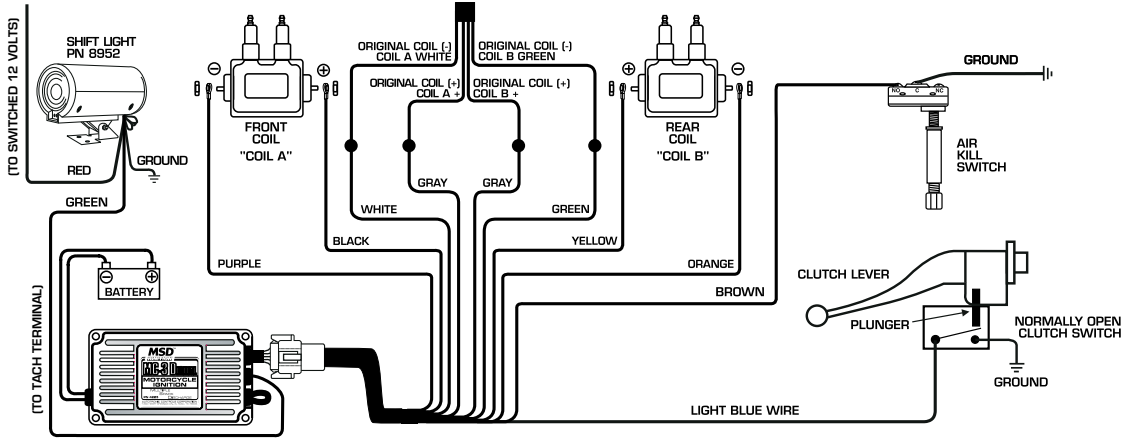 (TO SWITCHED 12 VOLTS)
SHIFT LIGHT
PN 8952
RED
GROUND
GREEN
FRONT
COIL
"COIL A"
ORIGINAL COIL (-)
COIL A WHITE
ORIGINAL COIL (-)
COIL B GREEN
ORIGINAL COIL (+)
COIL A +
ORIGINAL COIL (+)
COIL B +
REAR
COIL
"COIL B"
GROUND
NO
C
NC
AIR
KILL
SWITCH
GRAY
GRAY
WHITE
GREEN
BLACK
YELLOW
PURPLE
ORANGE
BROWN
BATTERY
(TO TACH TERMINAL)
MSD
MC-3
MOTORCYCLE
IGNITION
CLUTCH LEVER
PLUNGER
NORMALLY OPEN
CLUTCH SWITCH
GROUND
LIGHT BLUE WIRE